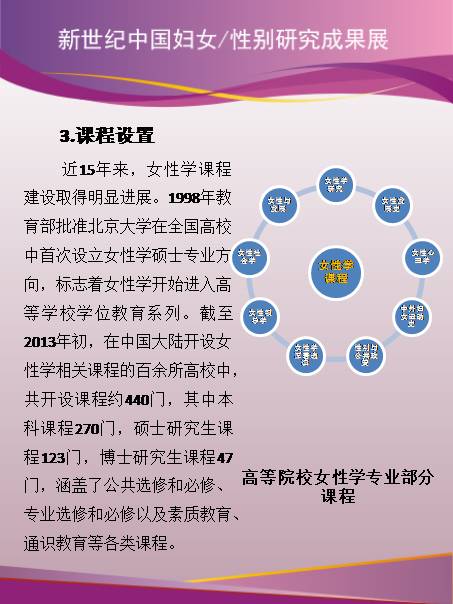 新世纪中国妇女/性别研究成果展
3.课程设置
近15年来，女性学课程
建设取得明显进展。1998年教
育部批准北京大学在全国高校
中首次设立女性学硕士专业方
向，标志着女性学开始进入高
等学校学位教育系列。截至
2013年初，在中国大陆开设女
性学相关课程的百余所高校中，
共开设课程约440门，其中本
科课程270门，硕士研究生课
程123门，博士研究生课程47
门，涵盖了公共选修和必修、
专业选修和必修以及素质教育、
通识教育等各类课程。
女性学
研究
女性发
展史
女性心
理学
中外妇
女运动
史
性别与
公共政
策
女性学
女性领
导学
女性社
会学
女性与
发展
女性学
课程
高等院校女性学专业部分
课程